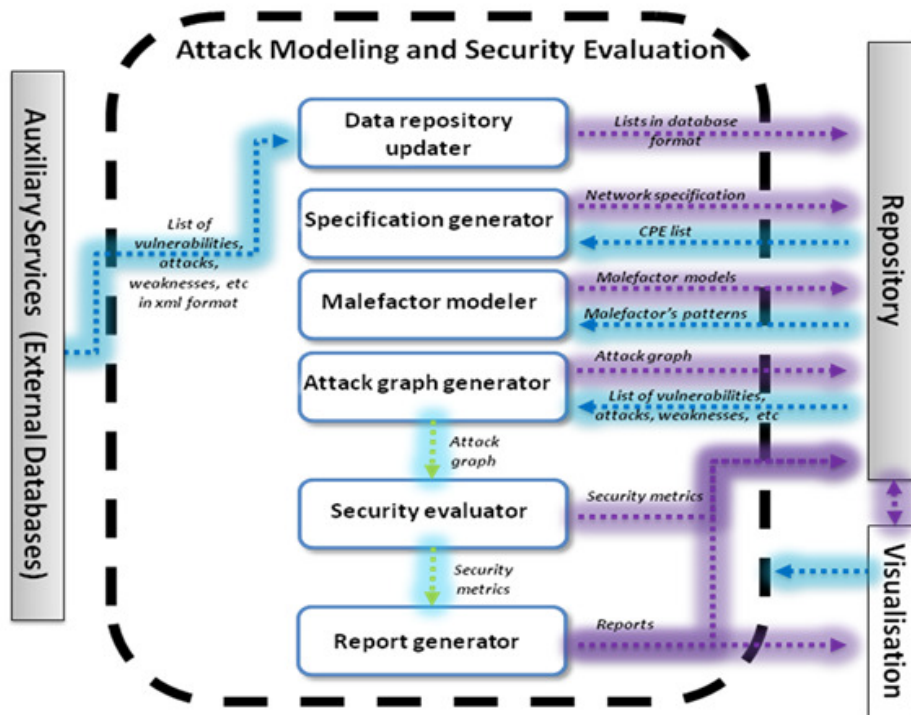 Attack Modeling and Security Evaluation
Auxiliary Services (External Databases)
List of
vulnerabilities,
attacks,
weaknesses, etc
in xml format
Data repository
updater
Lists in database
format
Specification generator
Network specification
CPE list
Malefactor modeler
Malefactor models
Malefactor's patterns
Attack graph generator
Attack graph
List of vulnerabilities,
attacks, weaknesses, etc
Attack
graph
Security evaluator
Security metrics
Security
metrics
Report generator
Reports
Repository
Visualisation